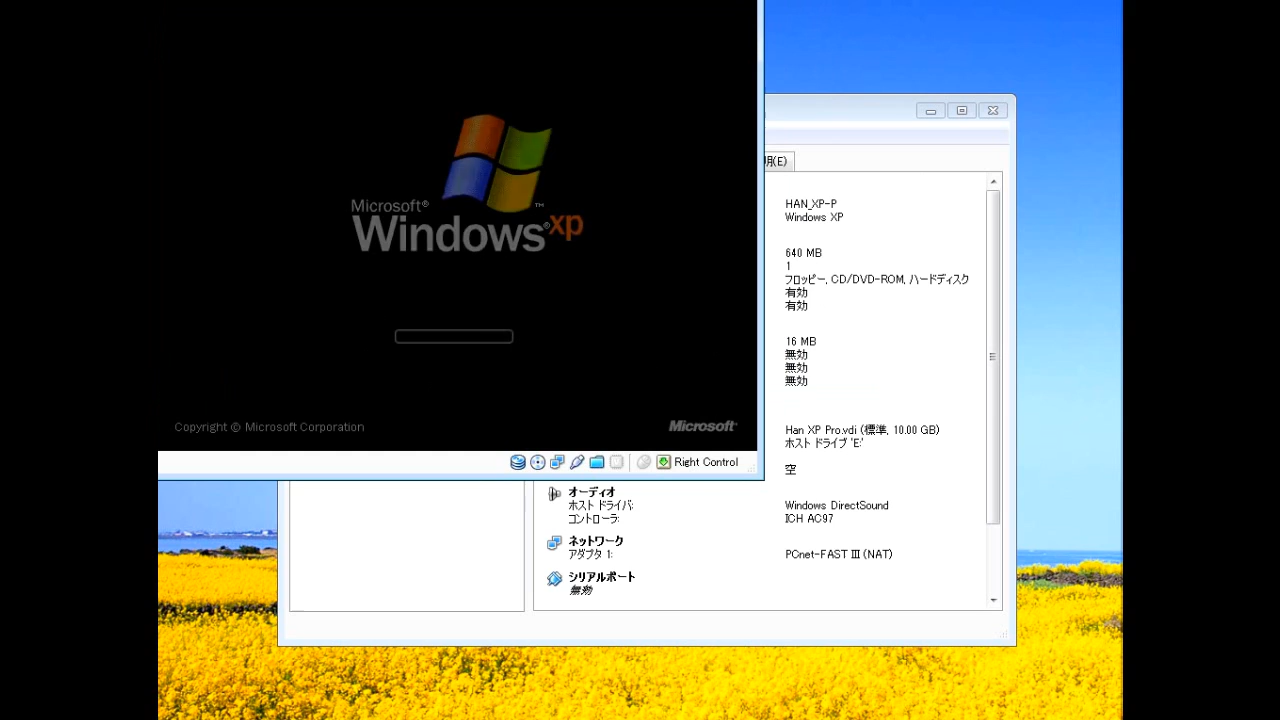 Microsoft®
Windows® xp™
Copyright © Microsoft Corporation
Microsoft
Right Control
明(E)
HAN_XP-P
Windows XP
640 MB
1
フロッピー, CD/DVD-ROM, ハードディスク
有効
有効
16 MB
無効
無効
無効
Han XP Pro.vdi (標準, 10.00 GB)
ホスト ドライブ 'E:'
空
オーディオ
ホスト ドライバ: Windows DirectSound
コントローラ: ICH AC97
ネットワーク
アダプタ 1: PCnet-FAST III (NAT)
シリアルポート
無効